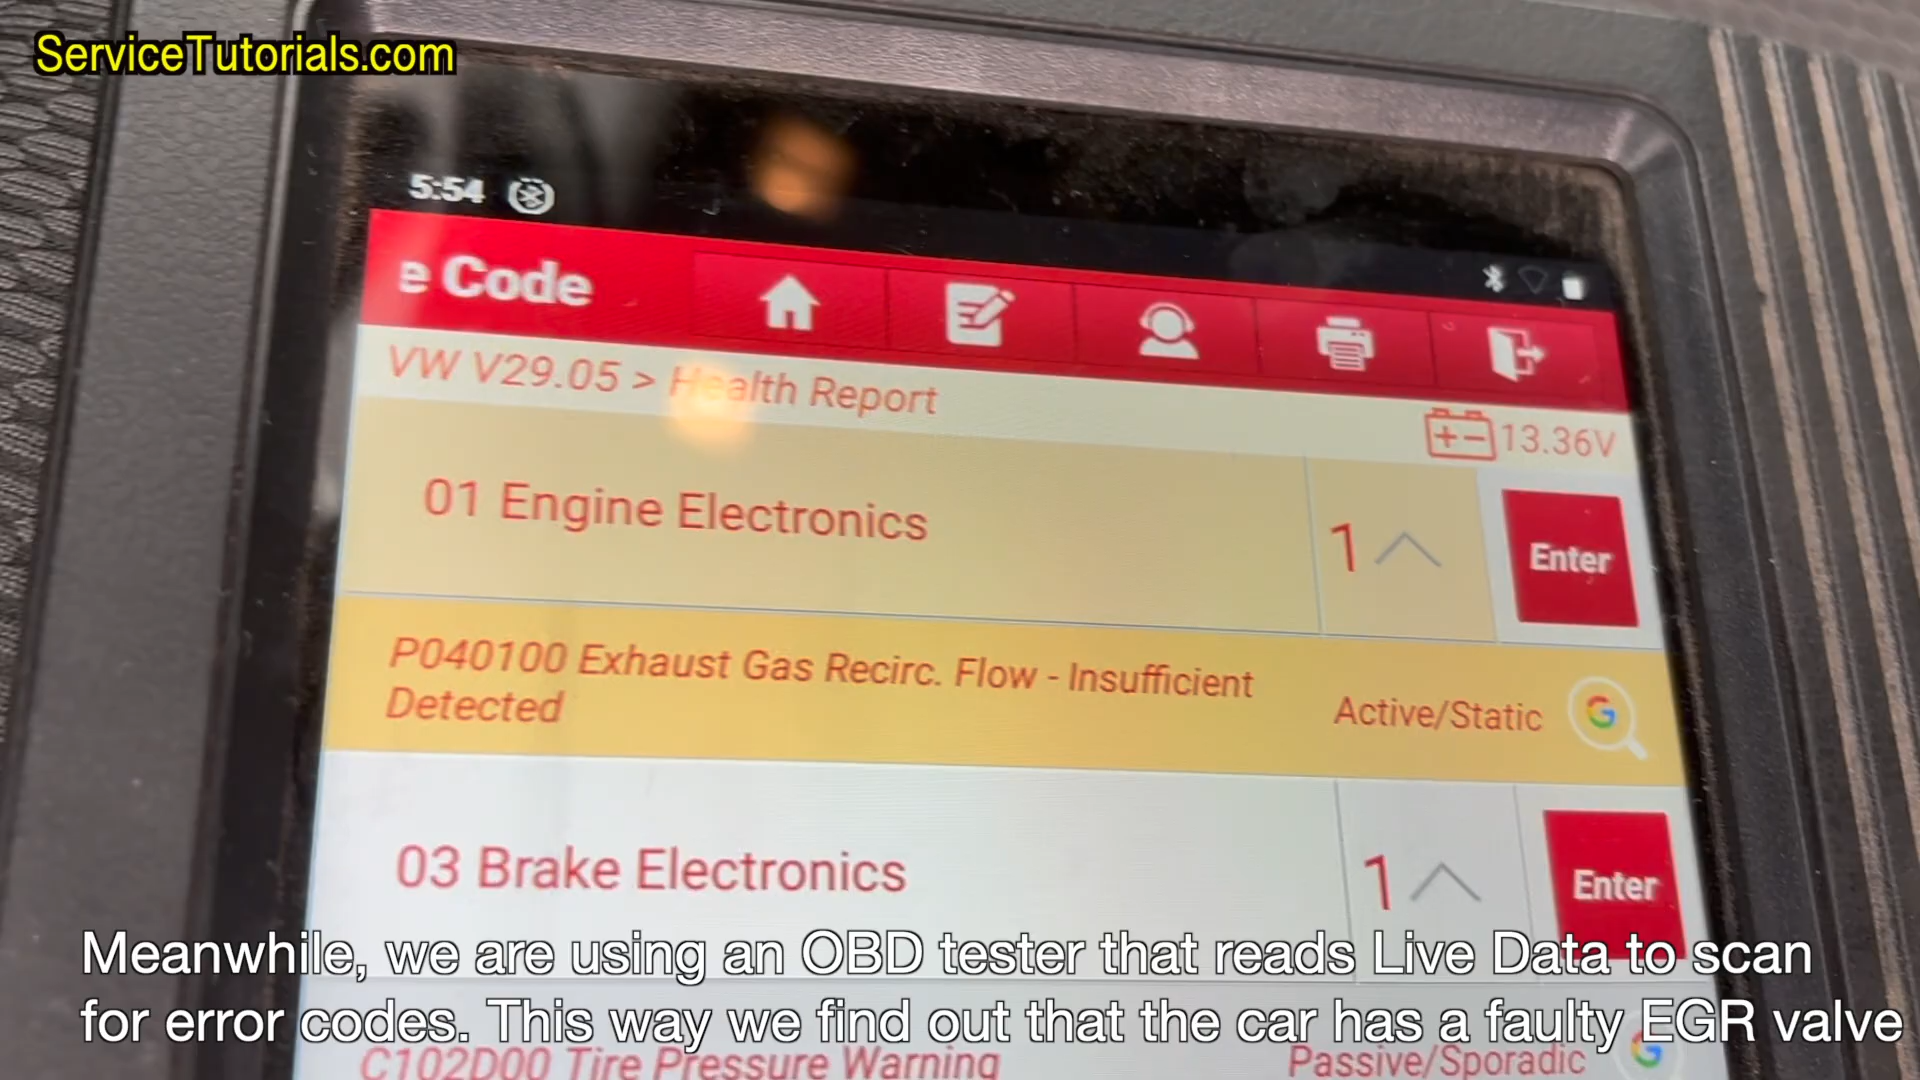 ServiceTutorials.com
5:54
e Code
VW V29.05 > Health Report
13.36V
01 Engine Electronics
1
Enter
P040100 Exhaust Gas Recirc. Flow - Insufficient
Detected
Active/Static
03 Brake Electronics
1
Enter
Meanwhile, we are using an OBD tester that reads Live Data to scan
for error codes. This way we find out that the car has a faulty EGR valve
C102D00 Tire Pressure Warning
Passive/Sporadic